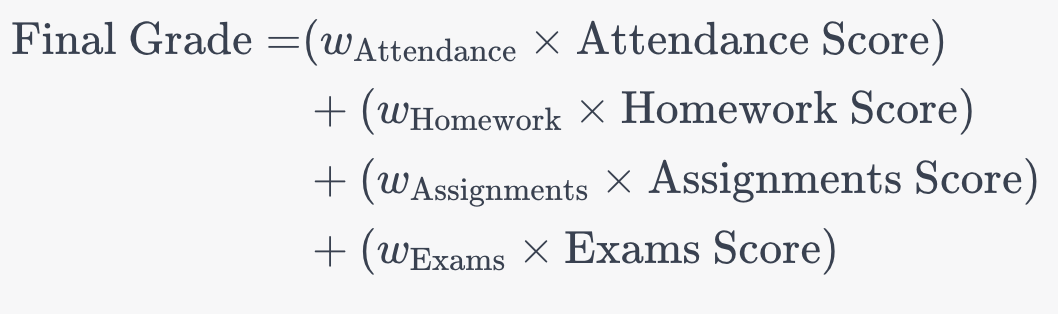 Final Grade =(w_Attendance × Attendance Score)
+ (w_Homework × Homework Score)
+ (w_Assignments × Assignments Score)
+ (w_Exams × Exams Score)